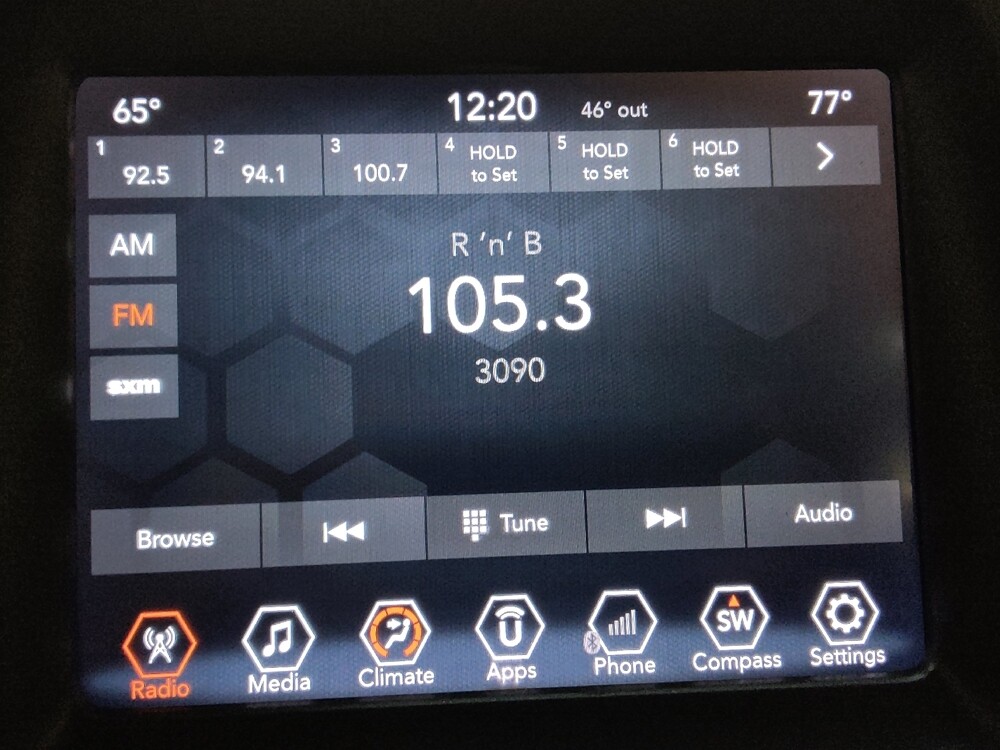 65° 12:20 46° out 77°
1 92.5
2 94.1
3 100.7
4 HOLD to Set
5 HOLD to Set
6 HOLD to Set
AM
FM
sxm
R 'n' B
105.3
3090
Browse Tune Audio
U SW
Radio Media Climate Apps Phone Compass Settings